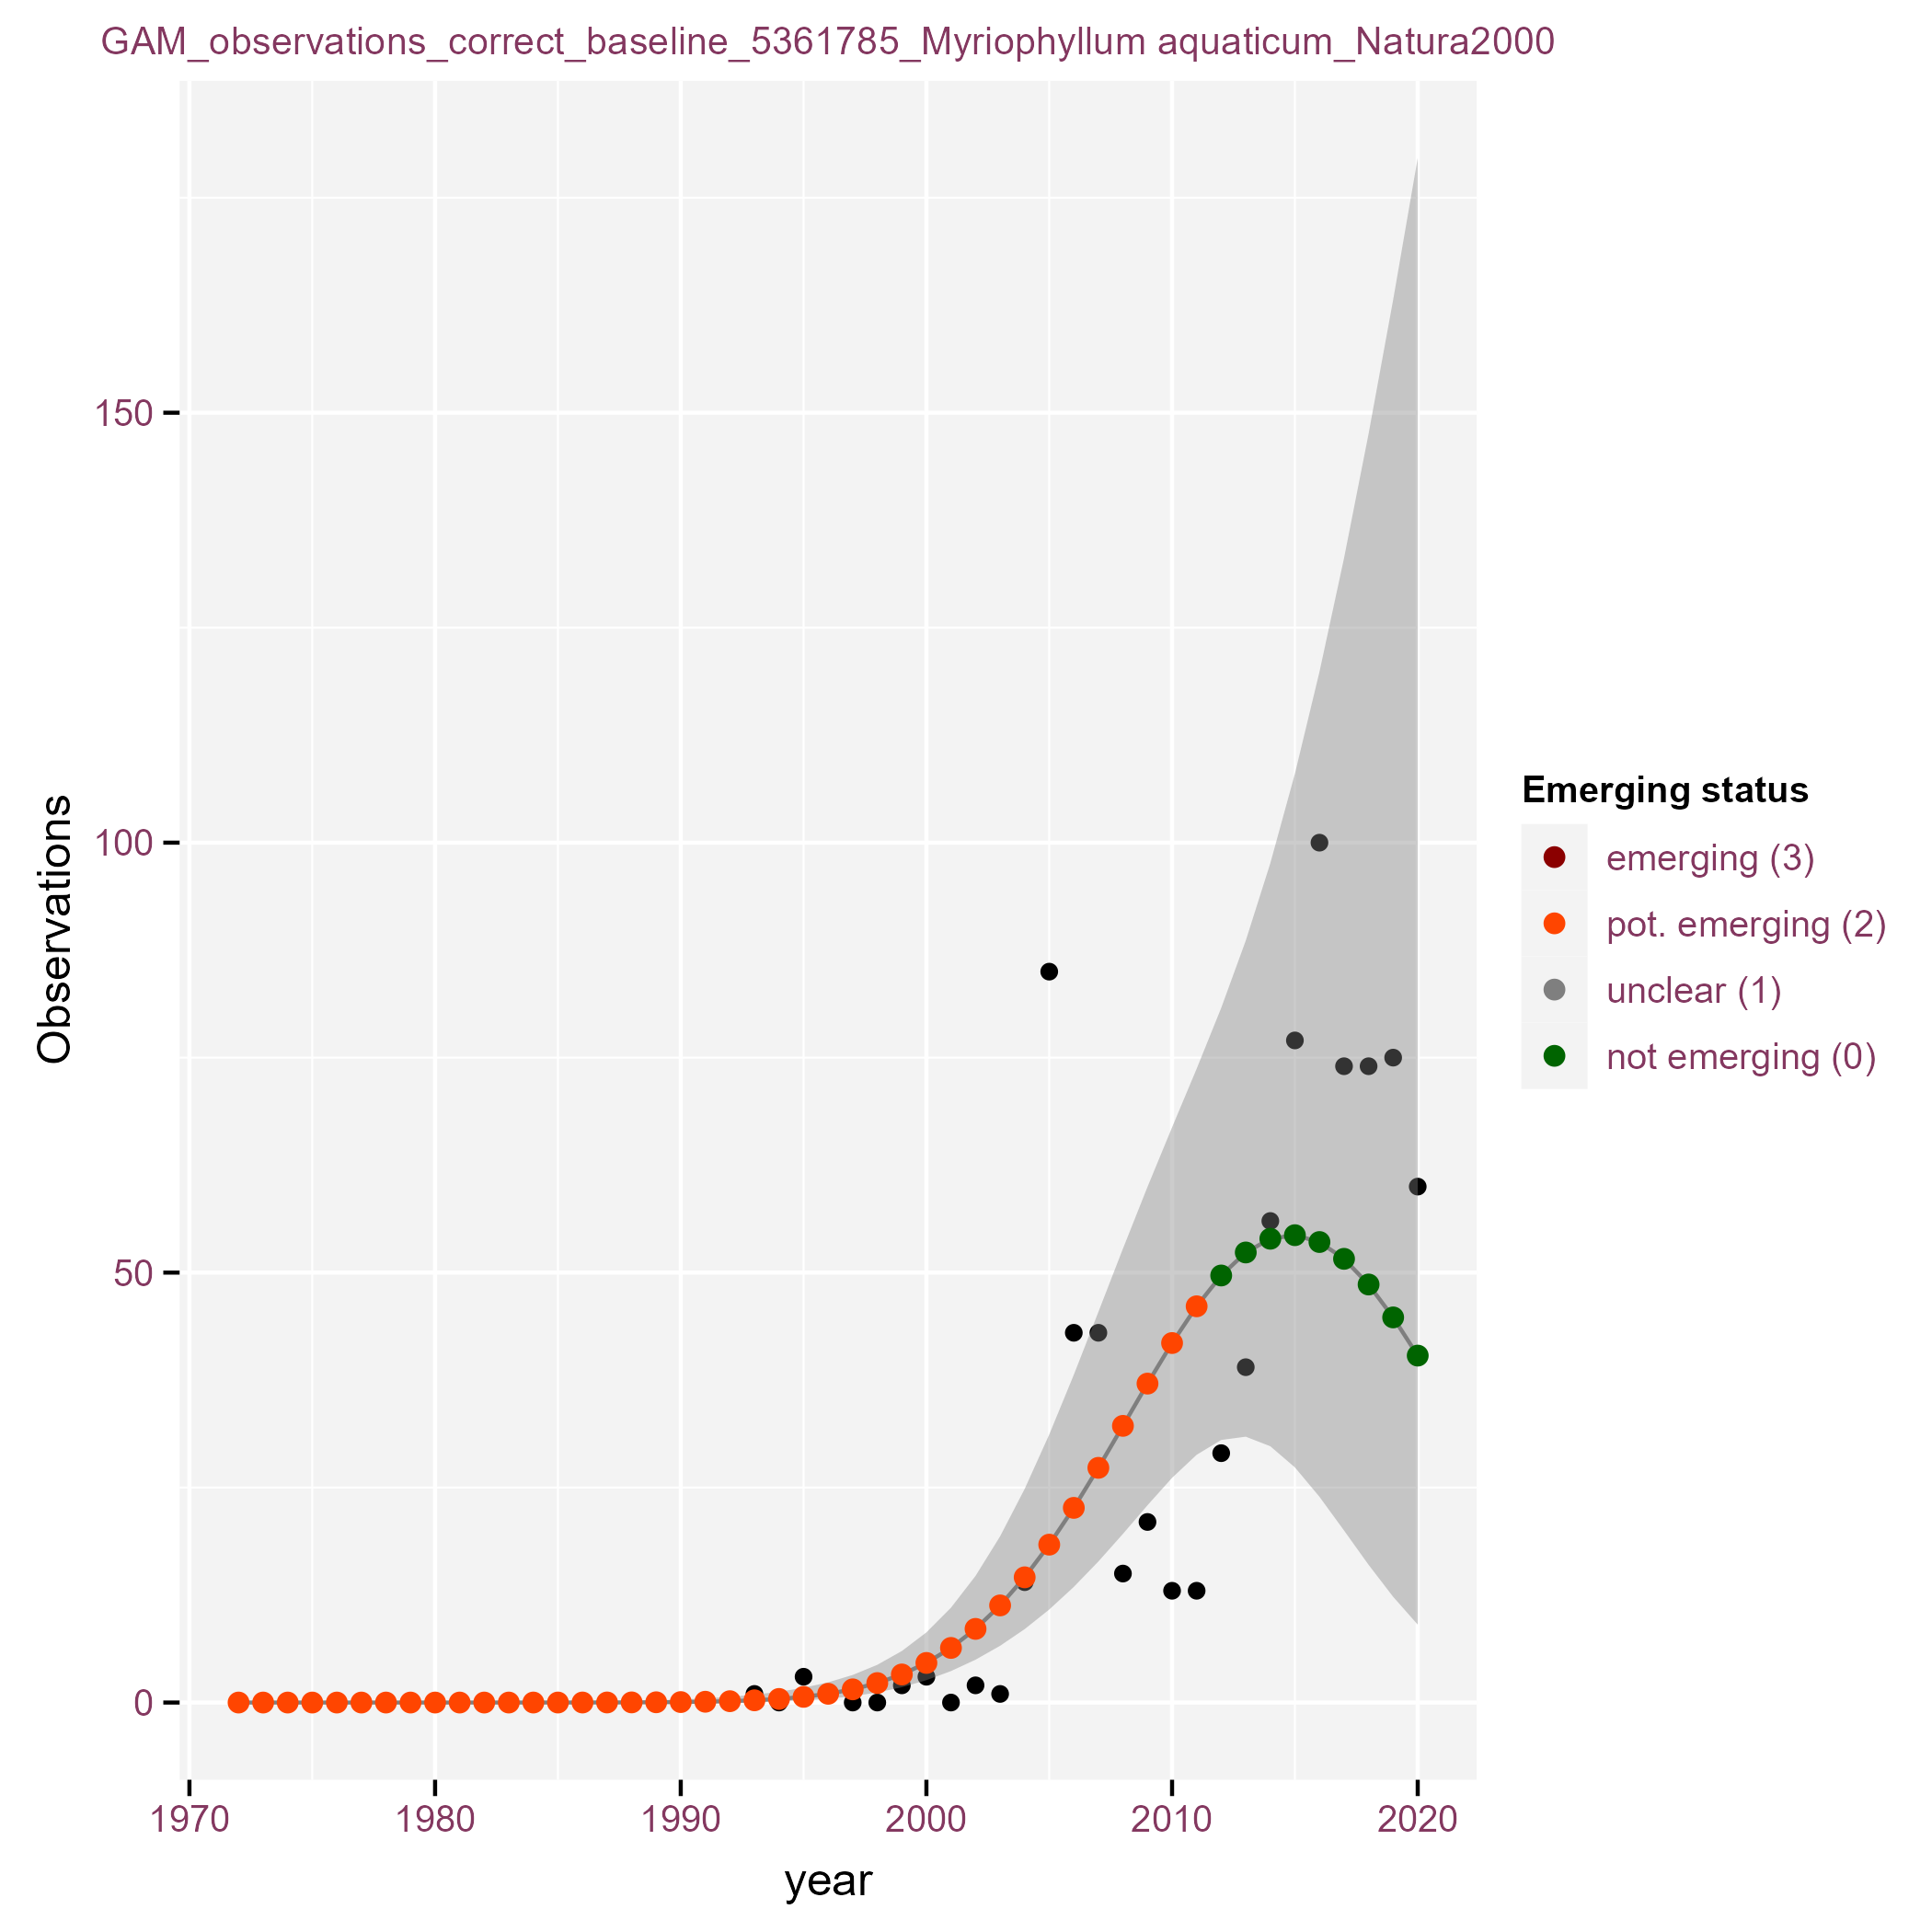 GAM_observations_correct_baseline_5361785_Myriophyllum aquaticum_Natura2000
Observations
150
100
50
0
1970 1980 1990 2000 2010 2020
year
Emerging status
emerging (3)
pot. emerging (2)
unclear (1)
not emerging (0)